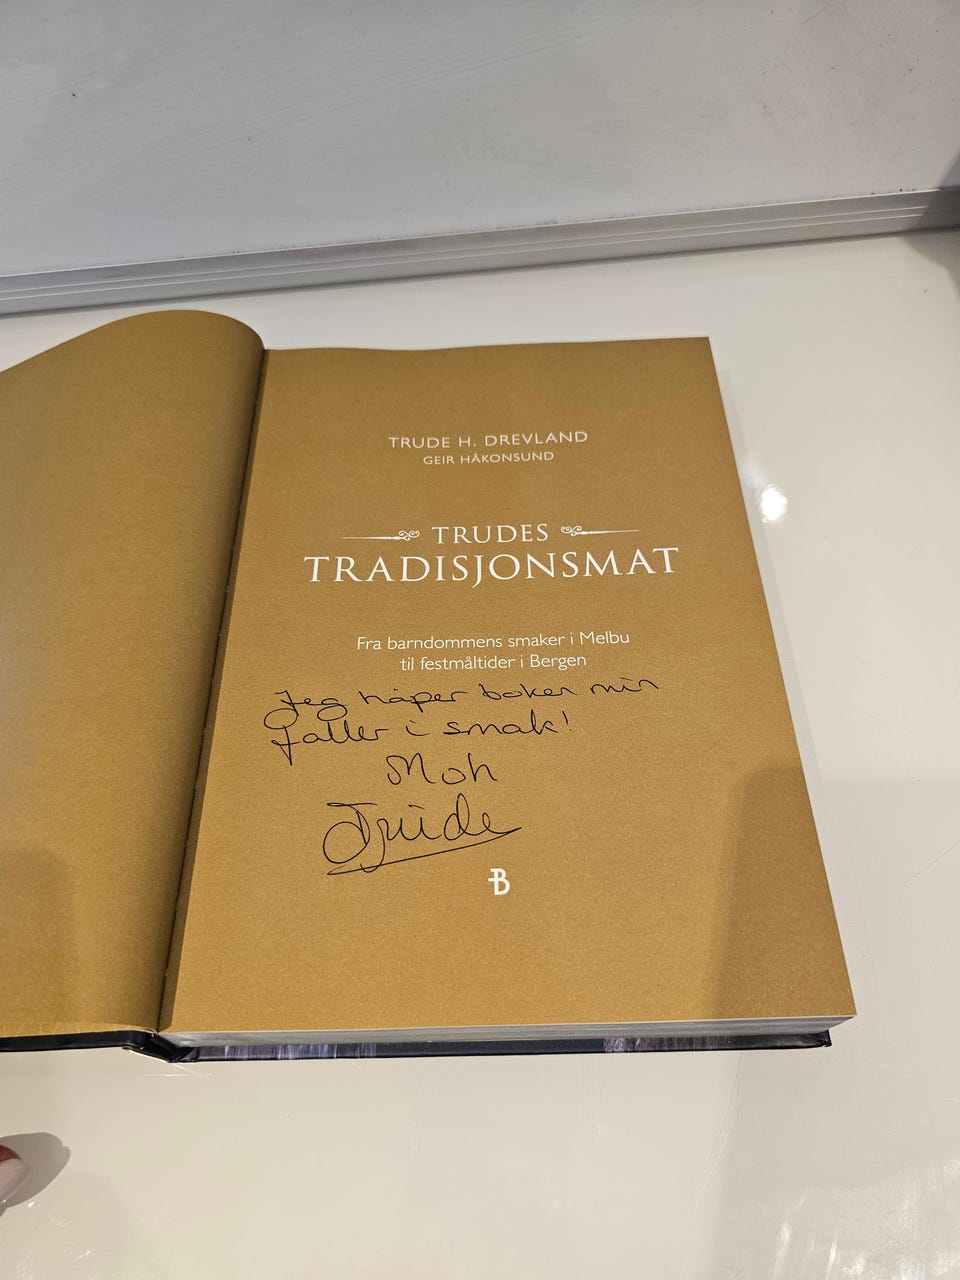 TRUDE H. DREVLAND
GEIR HÅKONSUND
TRUDES
TRADISJONSMAT
Fra barndommens smaker i Melbu
til festmåltider i Bergen
Jeg håper boken min
faller i smak!
Moh
Trude
B